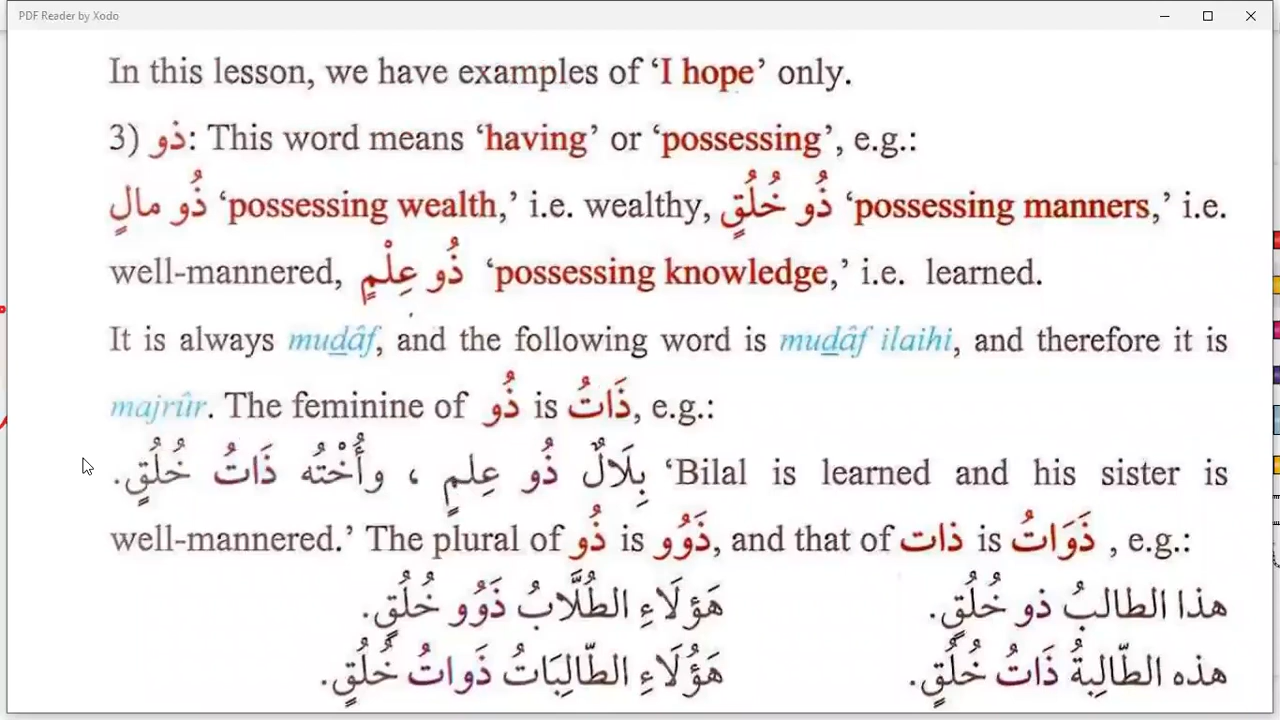 PDF Reader by Xodo
In this lesson, we have examples of ‘I hope’ only.
3) ذو: This word means ‘having’ or ‘possessing’, e.g.:
ذُو مالٍ ‘possessing wealth,’ i.e. wealthy, ذُو خُلُقٍ ‘possessing manners,’ i.e.
well-mannered, ذُو عِلْمٍ ‘possessing knowledge,’ i.e. learned.
It is always muḏâf, and the following word is muḏâf ilaihi, and therefore it is
majrûr. The feminine of ذُو is ذَاتُ, e.g.:
بِلَالٌ ذُو عِلمٍ ، وأُخْتُه ذَاتُ خُلُقٍ. ‘Bilal is learned and his sister is
well-mannered.’ The plural of ذُو is ذَوُو, and that of ذات is ذَوَاتُ , e.g.:
هذا الطالبُ ذو خُلُقٍ. هَؤلَاءِ الطُلَّابُ ذَوُو خُلُقٍ.
هذه الطّالِبةُ ذَاتُ خُلُقٍ. هَؤُلَاءِ الطّالِبَاتُ ذَواتُ خُلُقٍ.